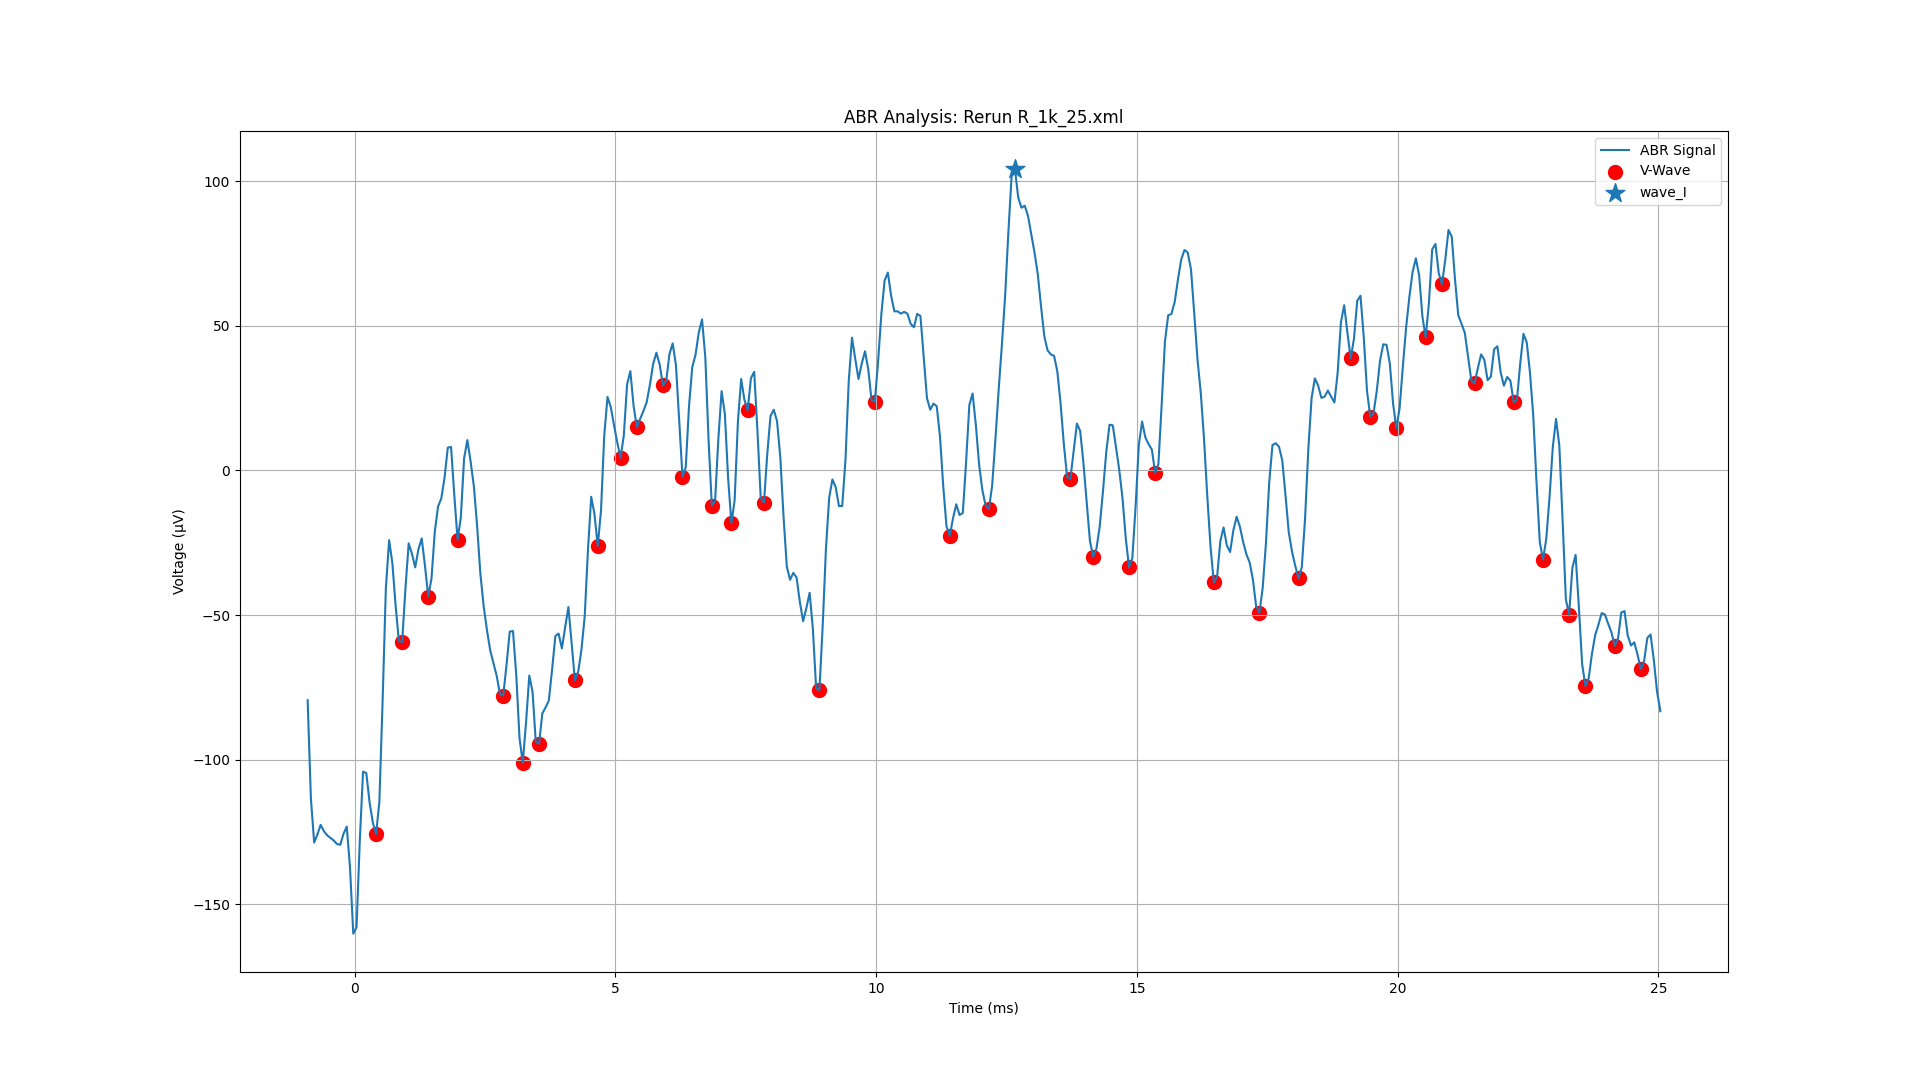 ABR Analysis: Rerun R_1k_25.xml
ABR Signal
V-Wave
wave_I
Voltage (µV)
100
50
0
−50
−100
−150
0 5 10 15 20 25
Time (ms)